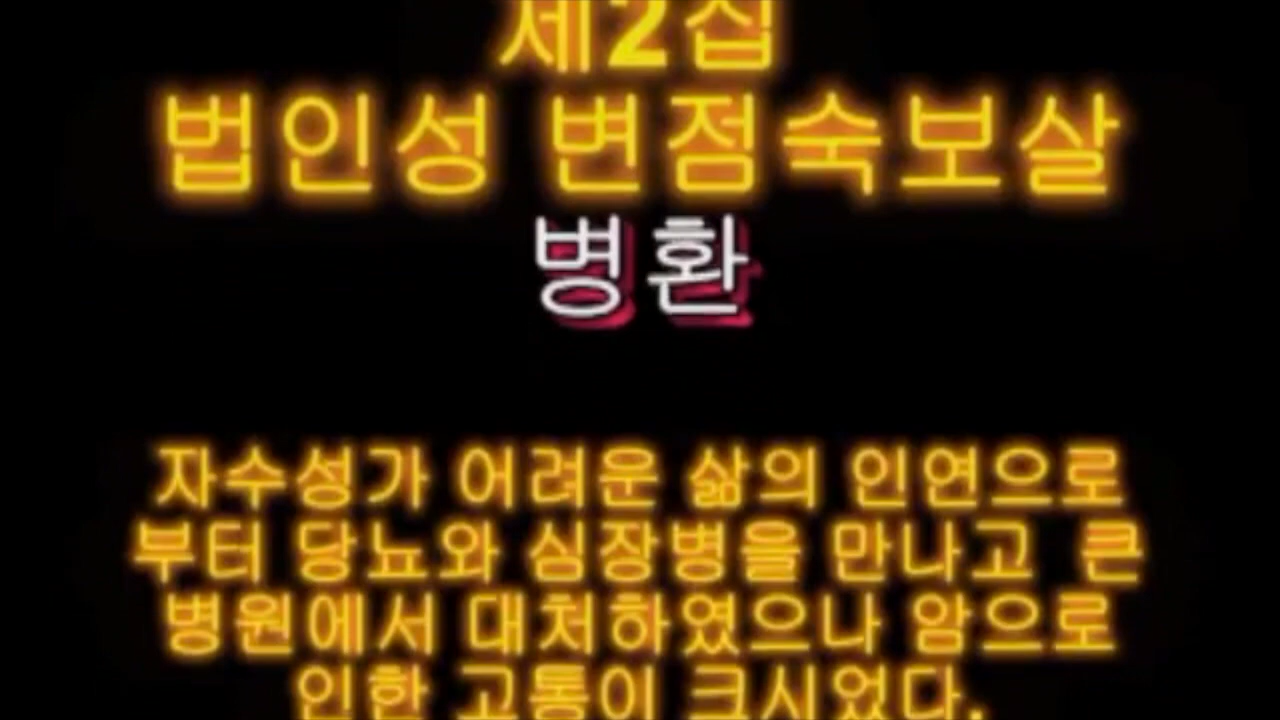 제2집
법인성 변점숙보살
병환
자수성가 어려운 삶의 인연으로
부터 당뇨와 심장병을 만나고 큰
병원에서 대처하였으나 암으로
인한 고통이 크시었다.